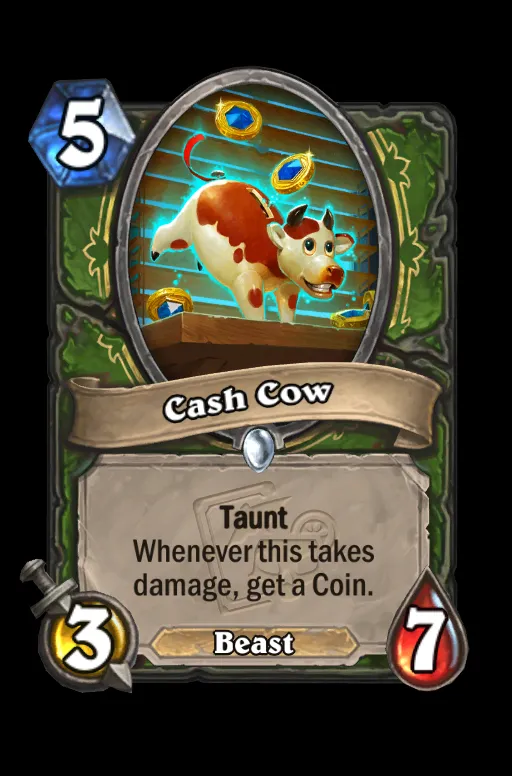 5
Cash Cow
Taunt
Whenever this takes
damage, get a Coin.
3
Beast
7